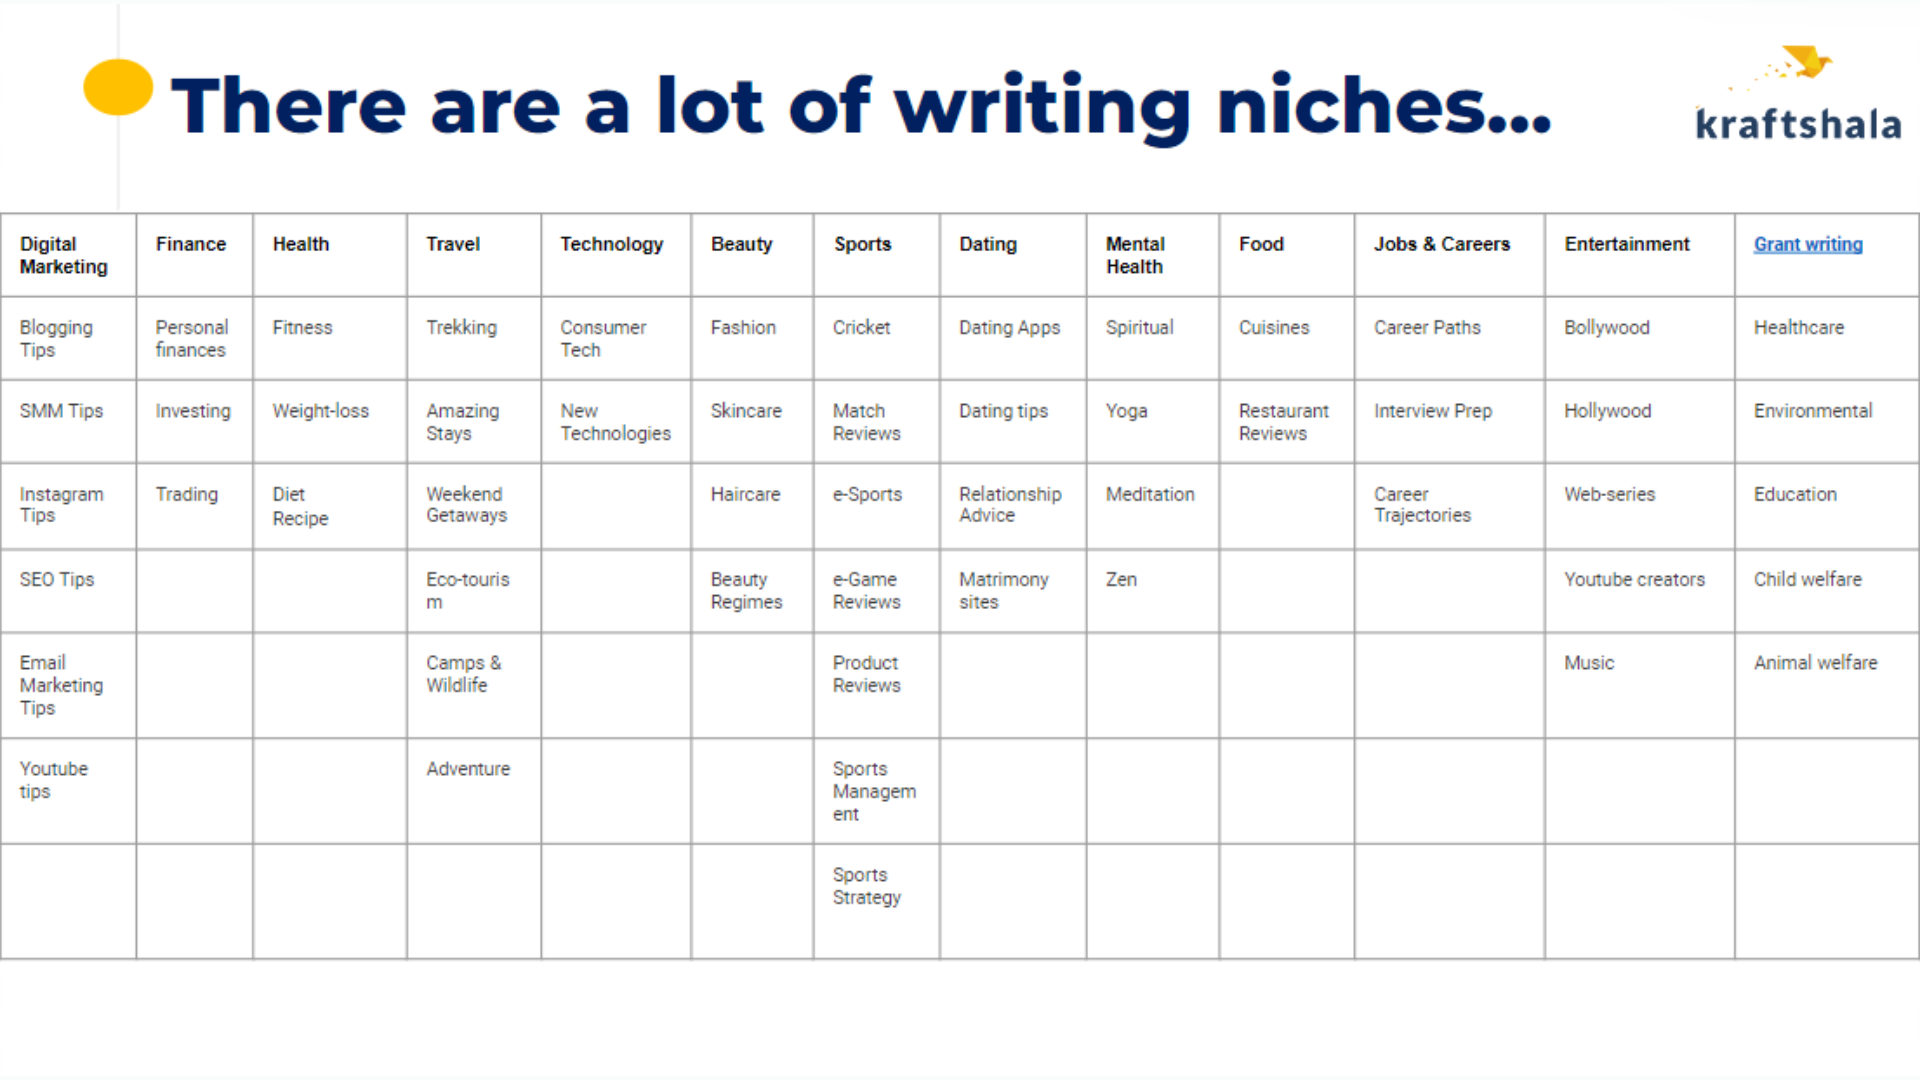 There are a lot of writing niches...
kraftshala
Digital
Marketing
Finance
Health
Travel
Technology
Beauty
Sports
Dating
Mental
Health
Food
Jobs & Careers
Entertainment
Grant writing
Blogging
Tips
Personal
finances
Fitness
Trekking
Consumer
Tech
Fashion
Cricket
Dating Apps
Spiritual
Cuisines
Career Paths
Bollywood
Healthcare
SMM Tips
Investing
Weight-loss
Amazing
Stays
New
Technologies
Skincare
Match
Reviews
Dating tips
Yoga
Restaurant
Reviews
Interview Prep
Hollywood
Environmental
Instagram
Tips
Trading
Diet
Recipe
Weekend
Getaways
Haircare
e-Sports
Relationship
Advice
Meditation
Career
Trajectories
Web-series
Education
SEO Tips
Eco-touris
m
Beauty
Regimes
e-Game
Reviews
Matrimony
sites
Zen
Youtube creators
Child welfare
Email
Marketing
Tips
Camps &
Wildlife
Product
Reviews
Music
Animal welfare
Youtube
tips
Adventure
Sports
Managem
ent
Sports
Strategy